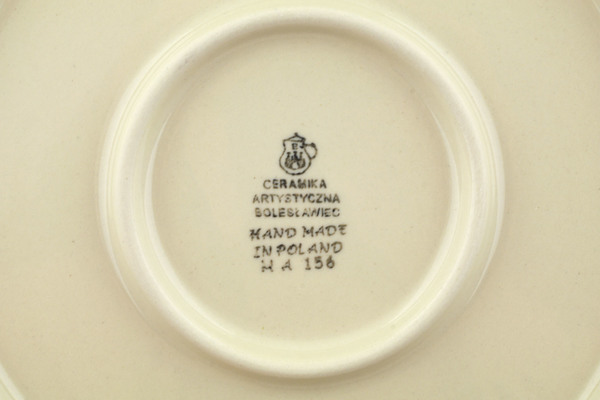 CERAMIKA
ARTYSTYCZNA
BOLESŁAWIEC
HAND MADE
IN POLAND
H A 156